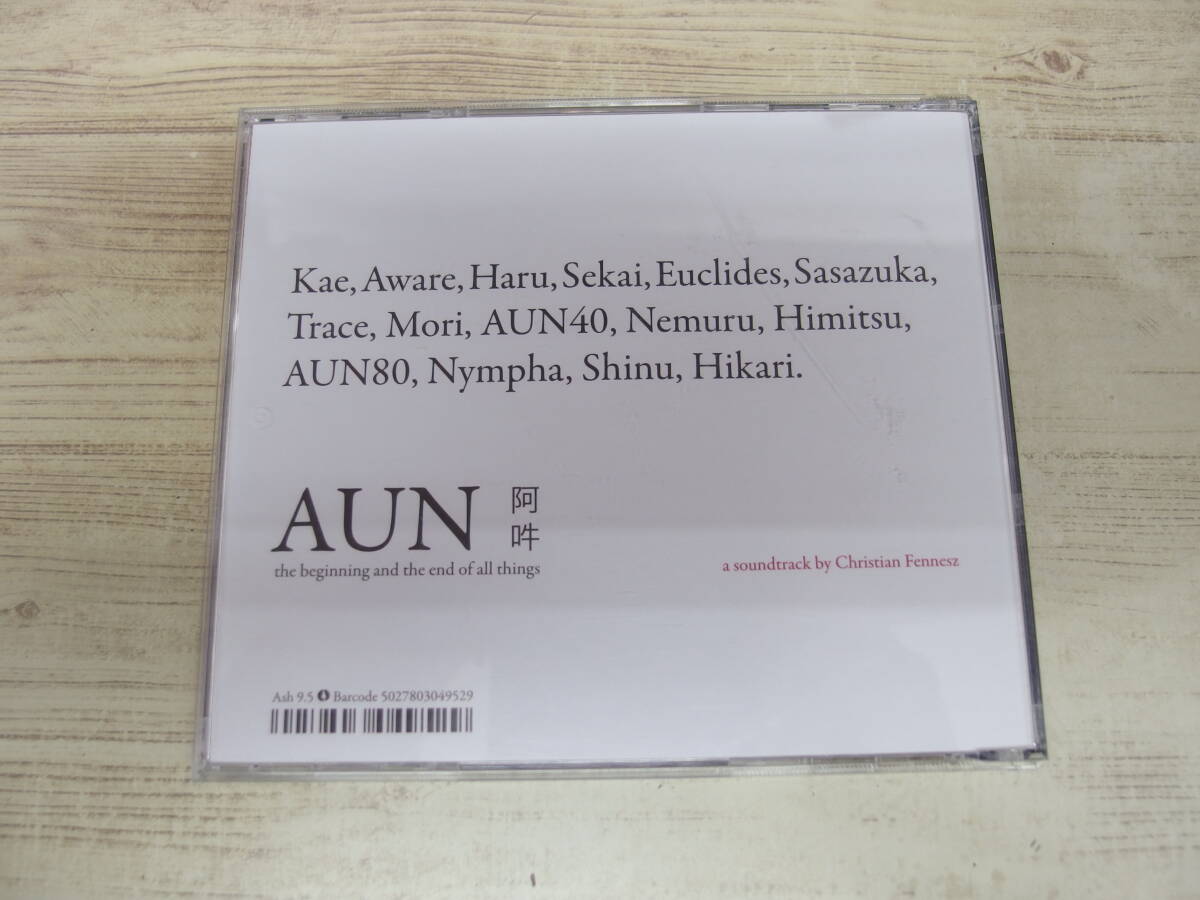 Kae, Aware, Haru, Sekai, Euclides, Sasazuka,
Trace, Mori, AUN40, Nemuru, Himitsu,
AUN80, Nympha, Shinu, Hikari.
AUN
阿
吽
the beginning and the end of all things
a soundtrack by Christian Fennesz
Ash 9.5 Barcode 5027803049529